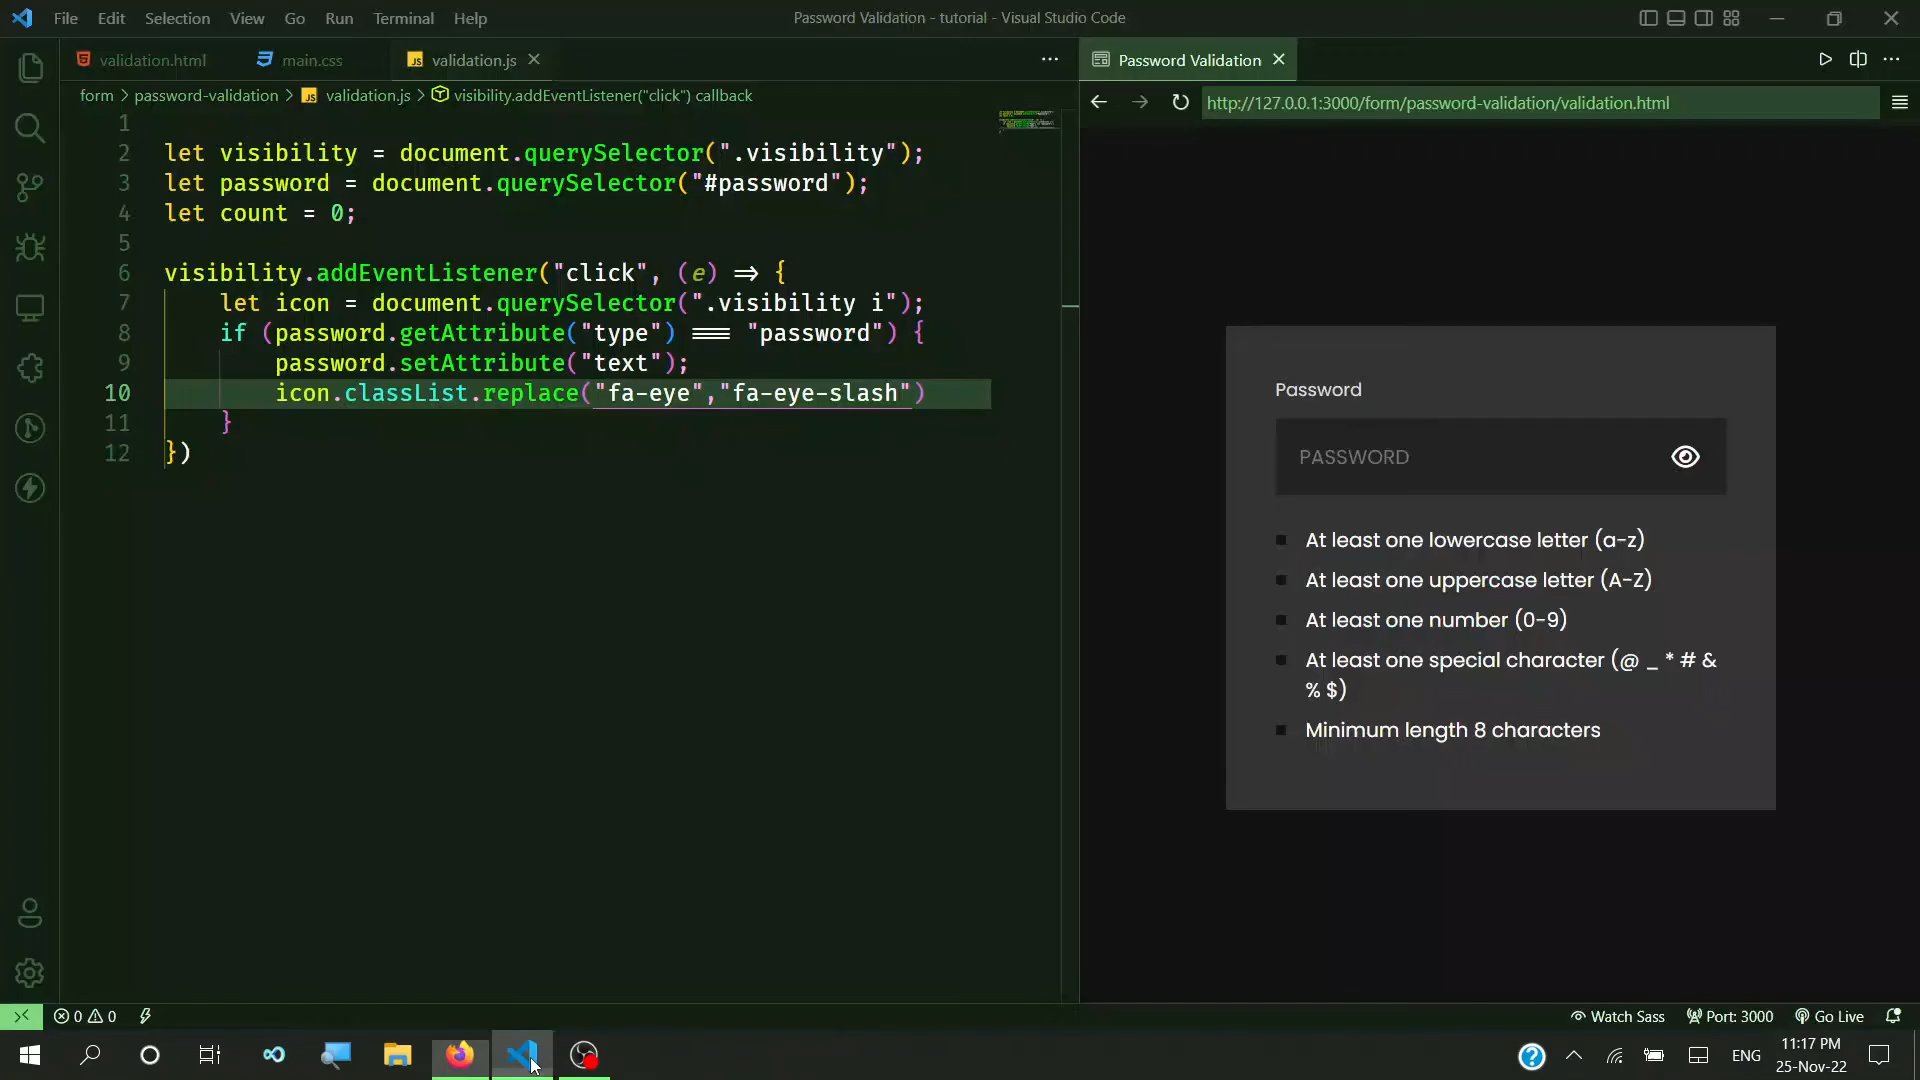 File Edit Selection View Go Run Terminal Help
Password Validation - tutorial - Visual Studio Code
validation.html main.css JS validation.js
Password Validation
form > password-validation > JS validation.js > visibility.addEventListener("click") callback
http://127.0.0.1:3000/form/password-validation/validation.html
1
2 let visibility = document.querySelector(".visibility");
3 let password = document.querySelector("#password");
4 let count = 0;
5
6 visibility.addEventListener("click", (e) => {
7 let icon = document.querySelector(".visibility i");
8 if (password.getAttribute("type") === "password") {
9 password.setAttribute("text");
10 icon.classList.replace("fa-eye","fa-eye-slash")
11 }
12 })
Password
PASSWORD
At least one lowercase letter (a-z)
At least one uppercase letter (A-Z)
At least one number (0-9)
At least one special character (@ _ * # &
% $)
Minimum length 8 characters
0 0
Watch Sass Port: 3000 Go Live
ENG
11:17 PM
25-Nov-22